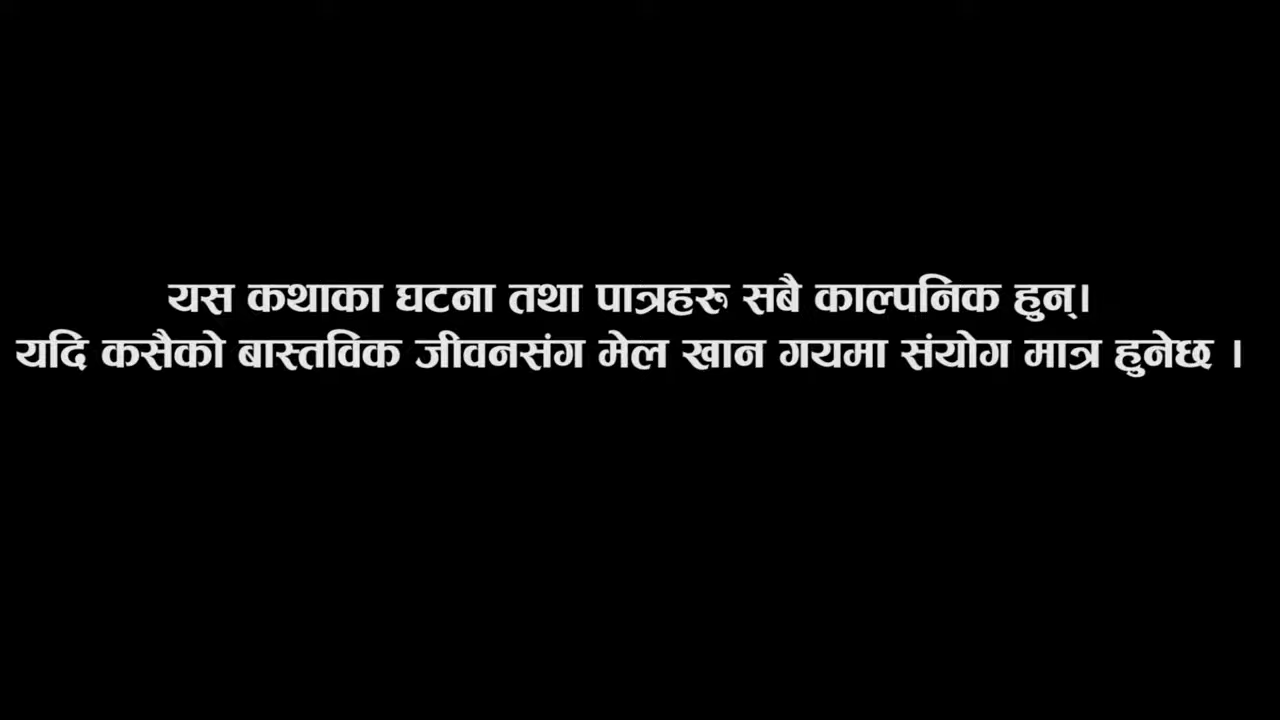 यस कथाका घटना तथा पात्रहरू सबै काल्पनिक हुन्।
यदि कसैको बास्तविक जीवनसंग मेल खान गयमा संयोग मात्र हुनेछ ।